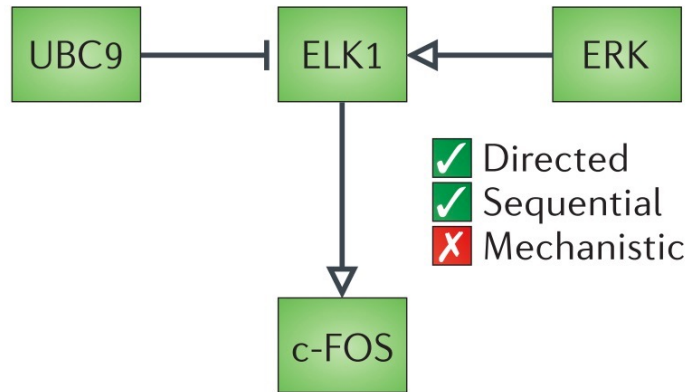 UBC9
ELK1
ERK
Directed
Sequential
Mechanistic
c-FOS